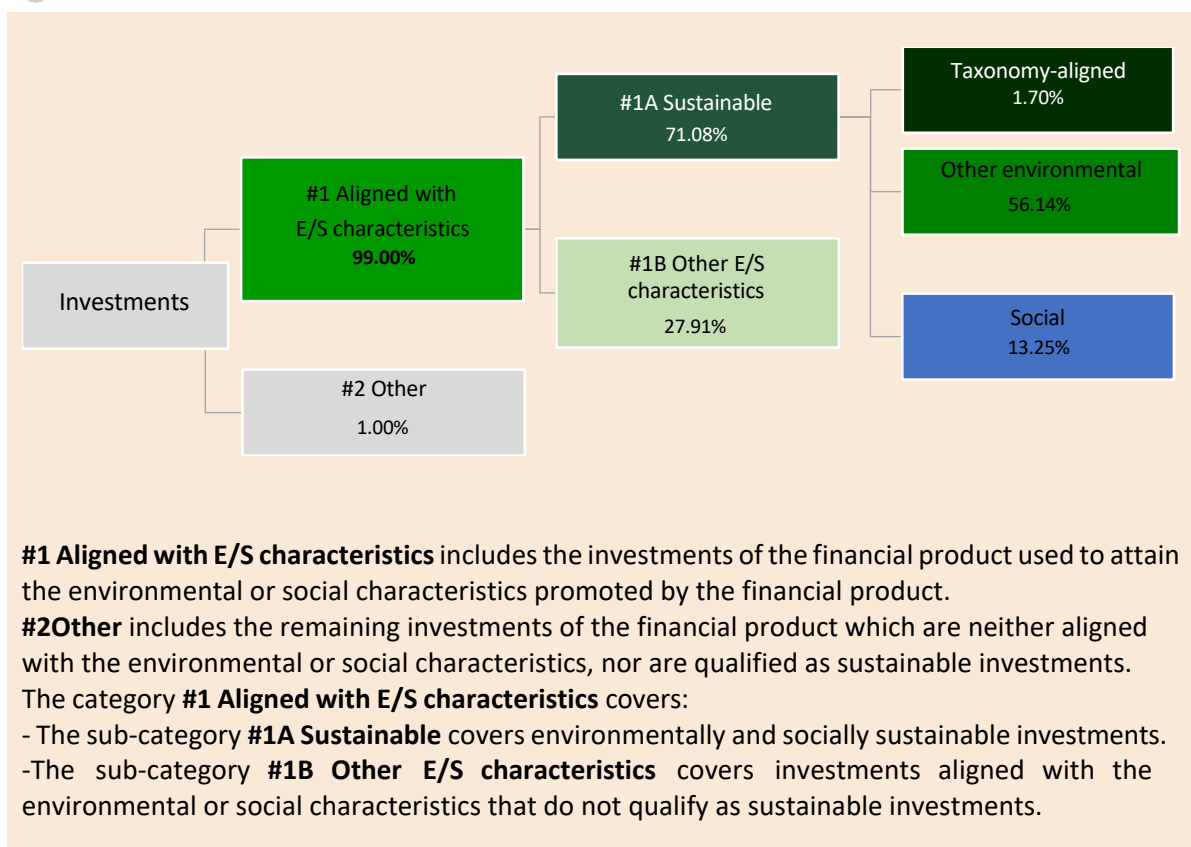 Investments
#1 Aligned with
E/S characteristics
99.00%
#2 Other
1.00%
#1A Sustainable
71.08%
#1B Other E/S
characteristics
27.91%
Taxonomy-aligned
1.70%
Other environmental
56.14%
Social
13.25%
#1 Aligned with E/S characteristics includes the investments of the financial product used to attain
the environmental or social characteristics promoted by the financial product.
#2Other includes the remaining investments of the financial product which are neither aligned
with the environmental or social characteristics, nor are qualified as sustainable investments.
The category #1 Aligned with E/S characteristics covers:
- The sub-category #1A Sustainable covers environmentally and socially sustainable investments.
-The sub-category #1B Other E/S characteristics covers investments aligned with the
environmental or social characteristics that do not qualify as sustainable investments.